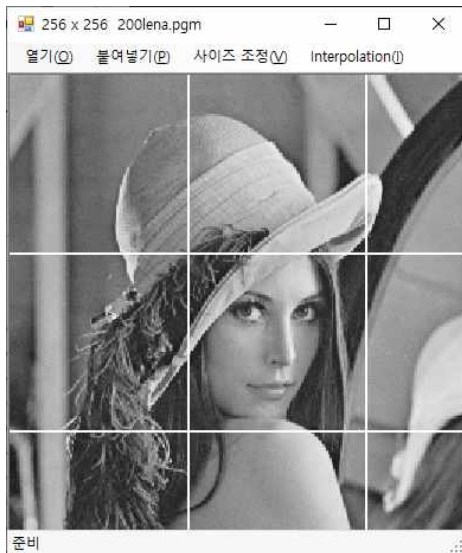 256 x 256 200lena.pgm
열기(O) 붙여넣기(P) 사이즈 조정(V) Interpolation(I)
준비